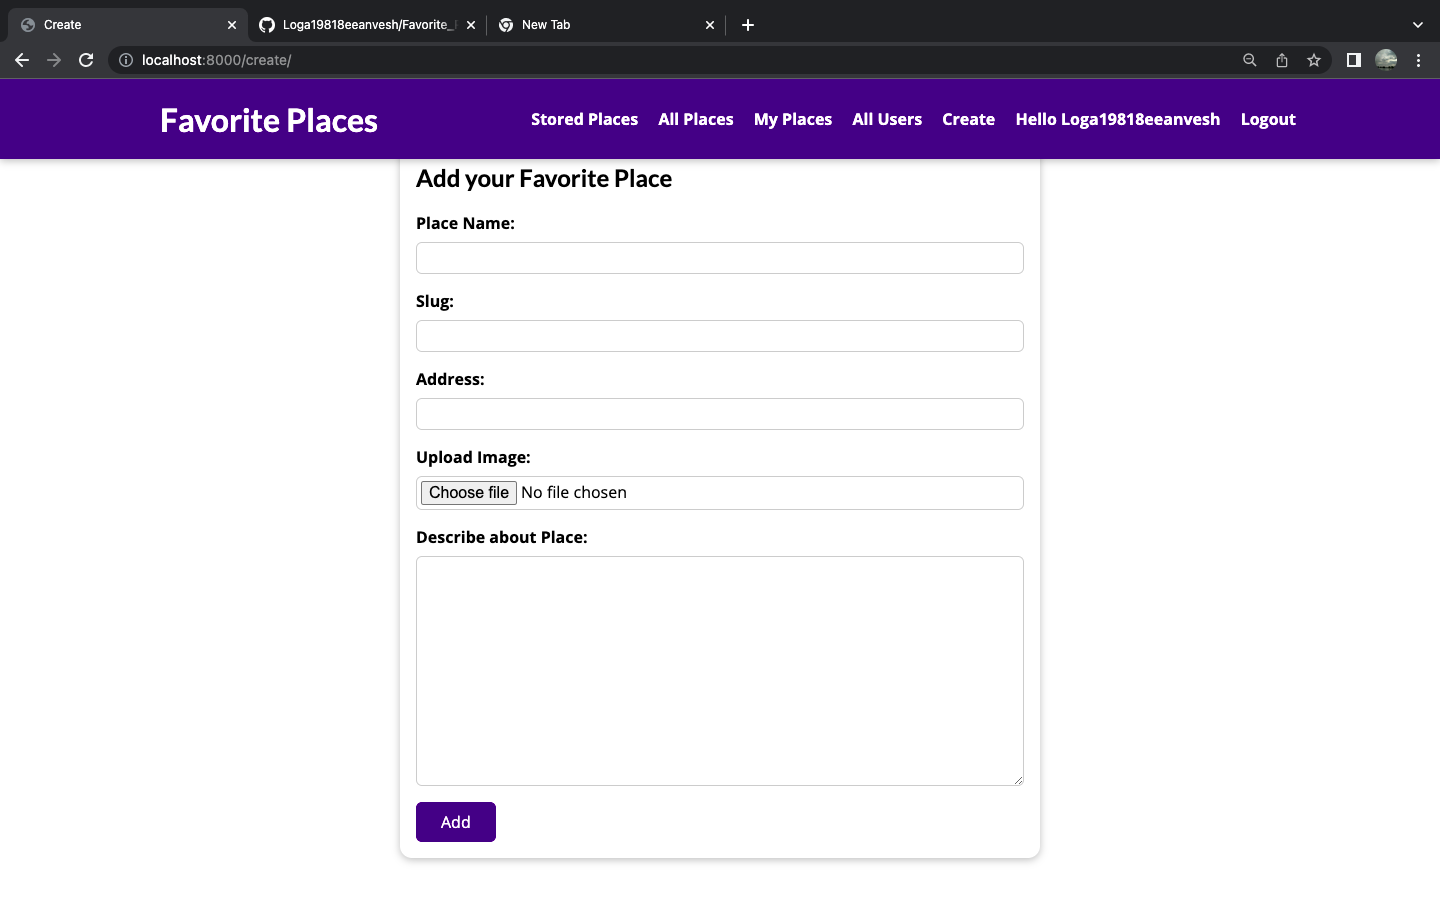 Create
Loga19818eeanvesh/Favorite_
New Tab
localhost:8000/create/
Favorite Places
Stored Places All Places My Places All Users Create Hello Loga19818eeanvesh Logout
Add your Favorite Place
Place Name:
Slug:
Address:
Upload Image:
Choose file No file chosen
Describe about Place:
Add